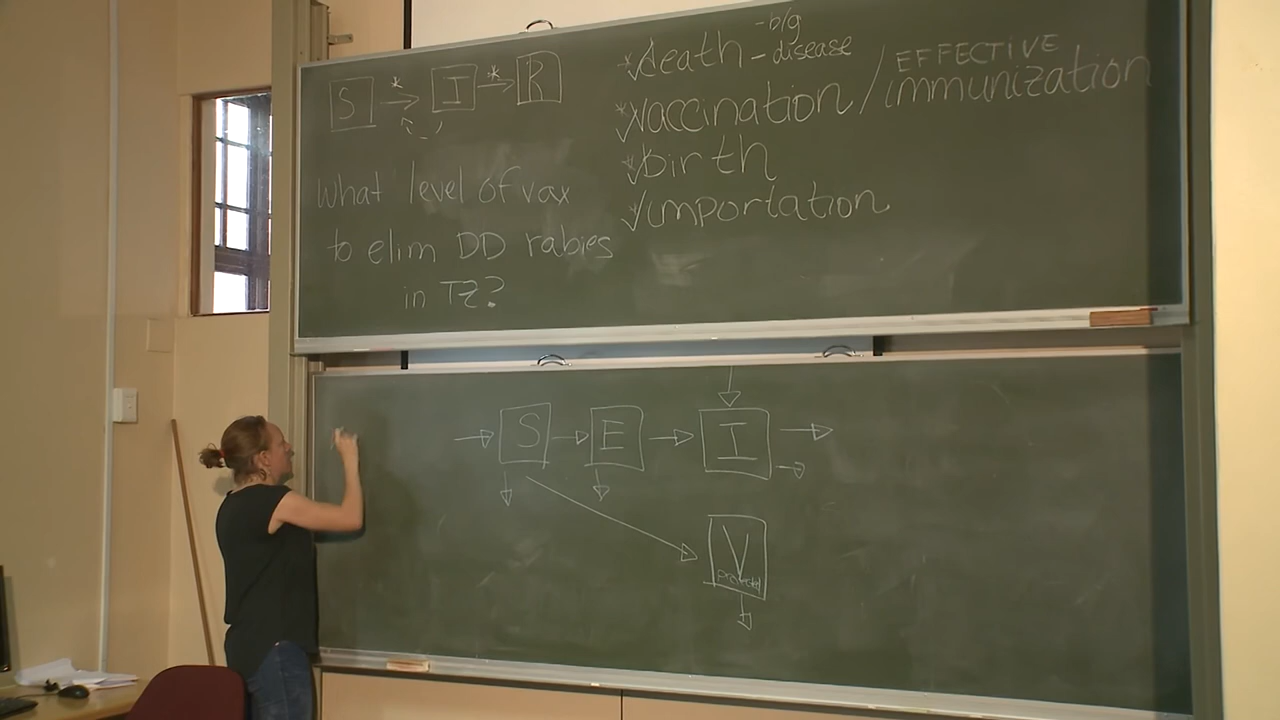 S I R
What level of vax
to elim DD rabies
in TZ?
- b/g
death - disease
EFFECTIVE
vaccination / immunization
birth
importation
S E I
V
protected